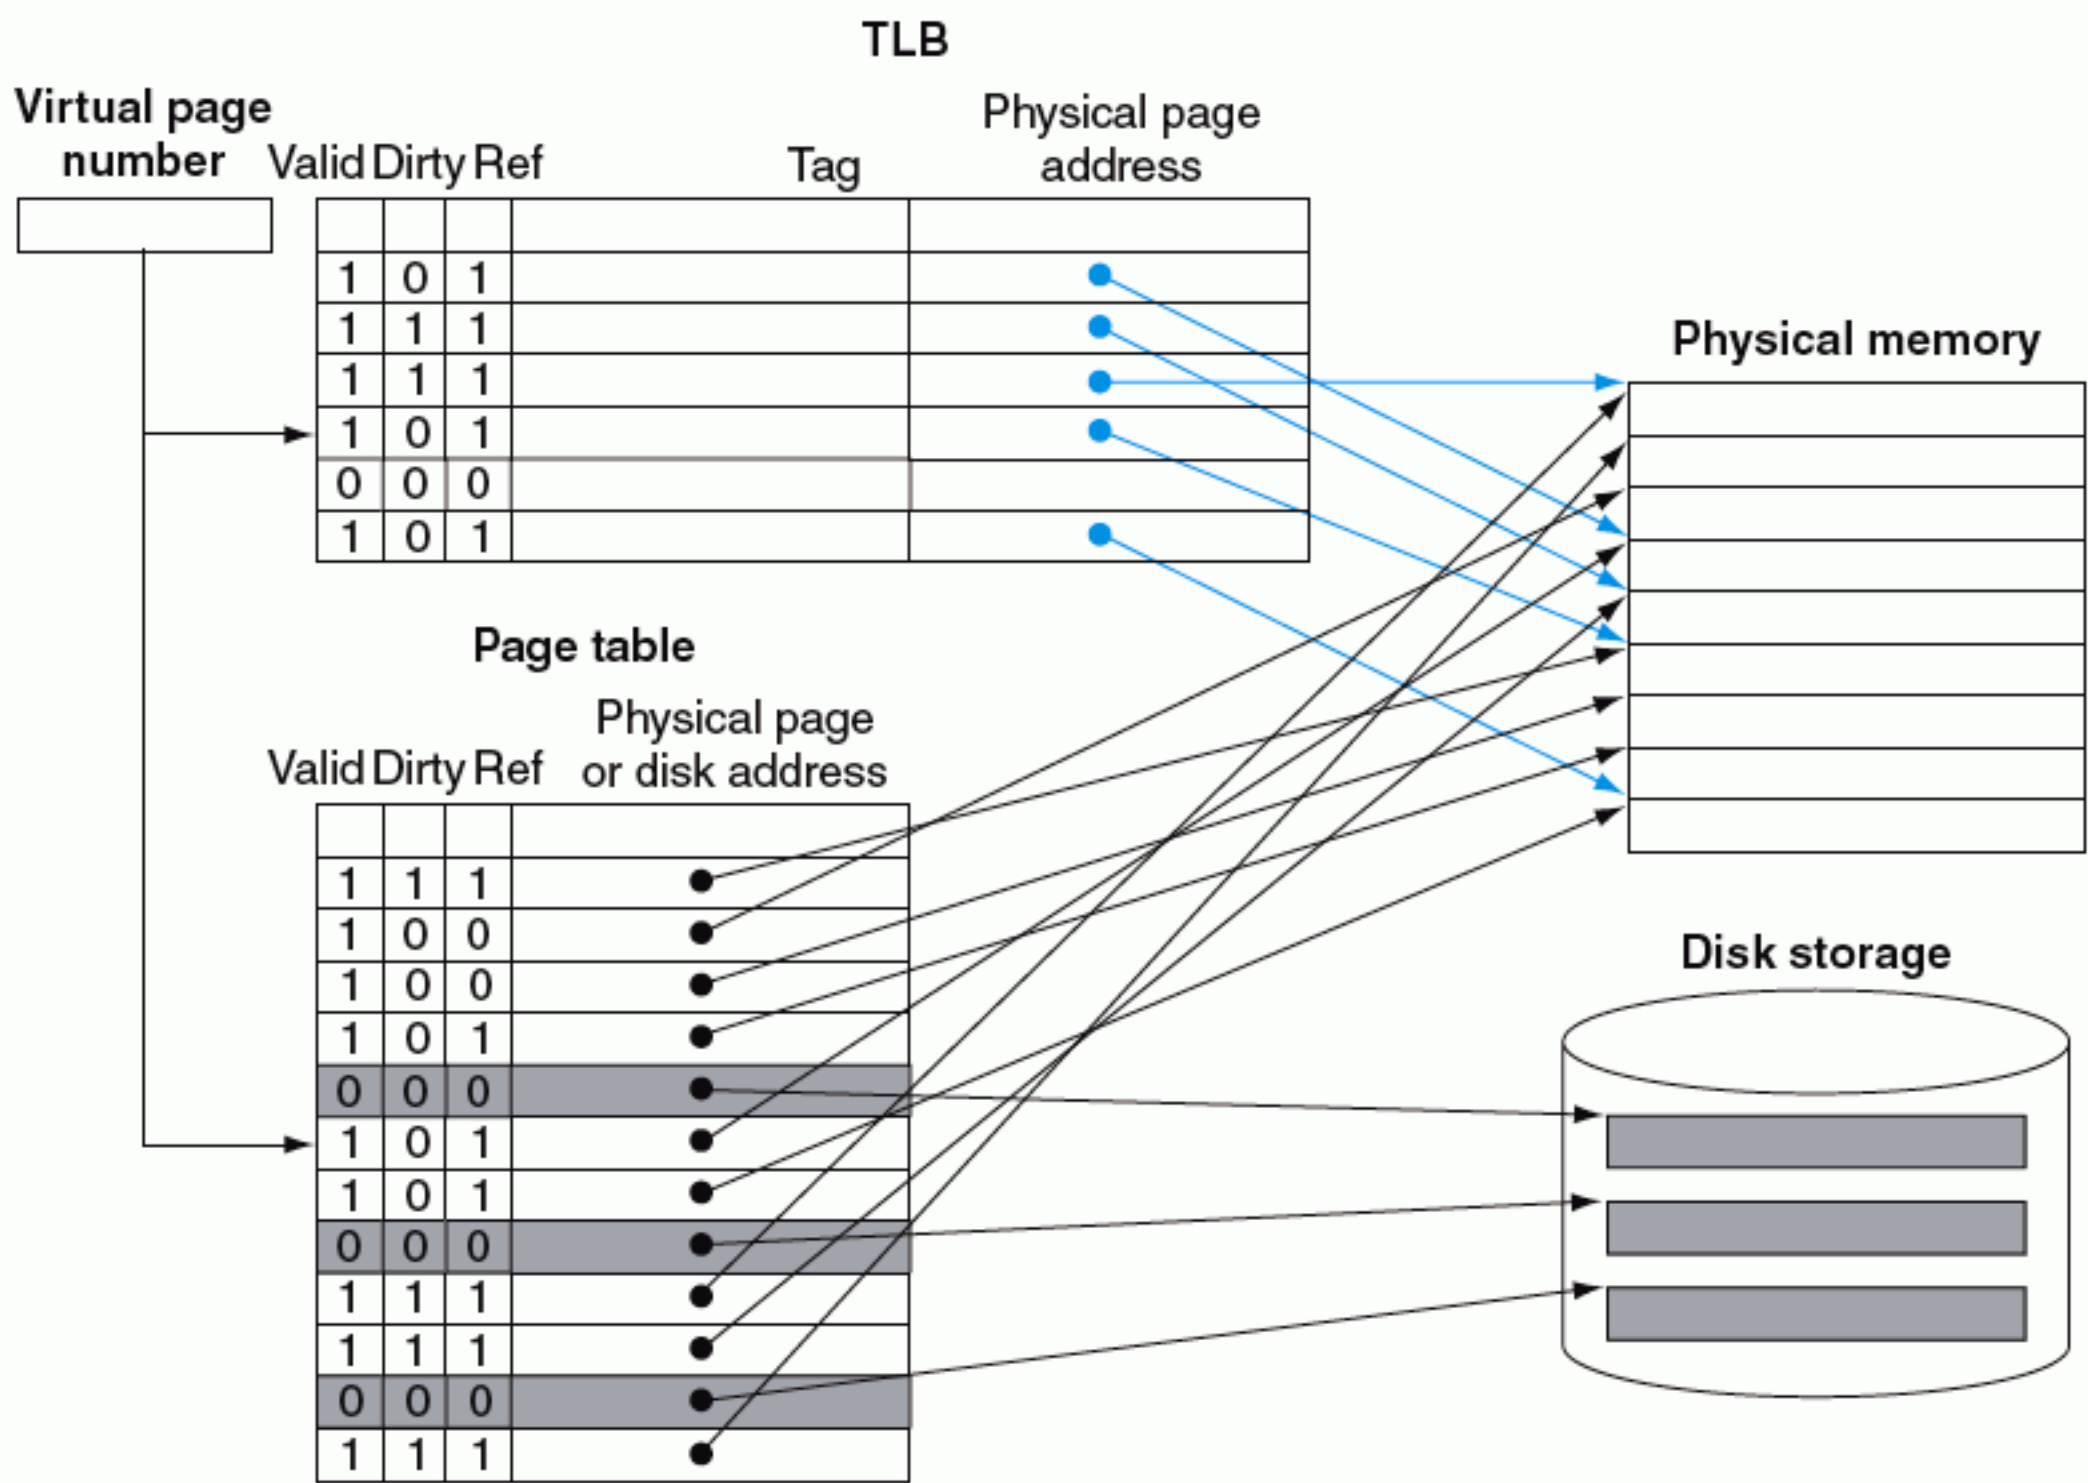 TLB
Virtual page
number
Valid Dirty Ref
Tag
Physical page
address
1 0 1
1 1 1
1 1 1
1 0 1
0 0 0
1 0 1
Physical memory
Page table
Valid Dirty Ref
Physical page
or disk address
1 1 1
1 0 0
1 0 0
1 0 1
0 0 0
1 0 1
1 0 1
0 0 0
1 1 1
1 1 1
0 0 0
1 1 1
Disk storage